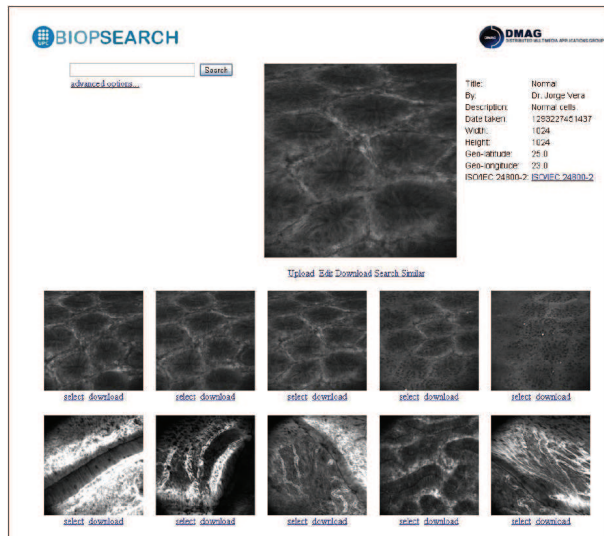 UPC BIOPSEARCH
DMAG
DMAG
DISTRIBUTED MULTIMEDIA APPLICATIONS GROUP
Search
advanced options...
Title: Normal
By: Dr. Jorge Vera
Description: Normal cells
Date taken: 1293227451437
Width: 1024
Height: 1024
Geo-latitude: 25.0
Geo-longitude: 23.0
ISO/IEC 24800-2: ISO/IEC 24800-2
Upload Edit Download Search Similar
select download select download select download select download select download
select download select download select download select download select download